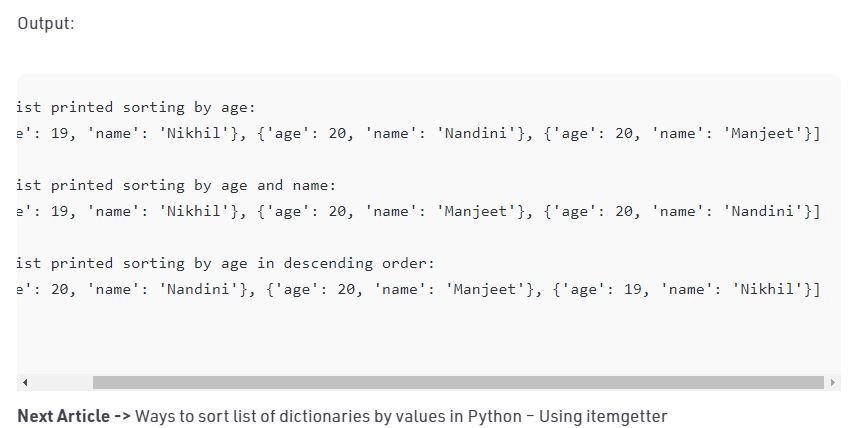 Output:
ist printed sorting by age:
e': 19, 'name': 'Nikhil'}, {'age': 20, 'name': 'Nandini'}, {'age': 20, 'name': 'Manjeet'}]
ist printed sorting by age and name:
e': 19, 'name': 'Nikhil'}, {'age': 20, 'name': 'Manjeet'}, {'age': 20, 'name': 'Nandini'}]
ist printed sorting by age in descending order:
e': 20, 'name': 'Nandini'}, {'age': 20, 'name': 'Manjeet'}, {'age': 19, 'name': 'Nikhil'}]
Next Article -> Ways to sort list of dictionaries by values in Python – Using itemgetter